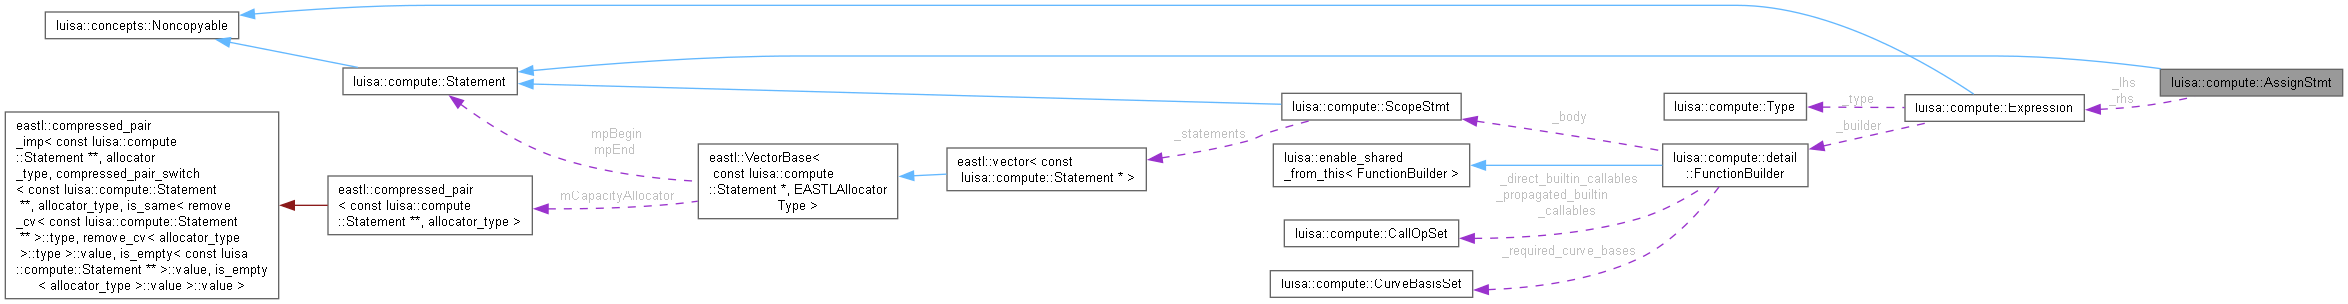 luisa::concepts::Noncopyable
luisa::compute::Statement
eastl::compressed_pair
_imp< const luisa::compute
::Statement **, allocator
_type, compressed_pair_switch
< const luisa::compute::Statement
**, allocator_type, is_same< remove
_cv< const luisa::compute::Statement
** >::type, remove_cv< allocator_type
>::type >::value, is_empty< const luisa
::compute::Statement ** >::value, is_empty
< allocator_type >::value >::value >
eastl::compressed_pair
< const luisa::compute
::Statement **, allocator_type >
mpBegin
mpEnd
mCapacityAllocator
eastl::VectorBase<
const luisa::compute
::Statement *, EASTLAllocator
Type >
eastl::vector< const
luisa::compute::Statement * >
_statements
luisa::compute::ScopeStmt
luisa::enable_shared
_from_this< FunctionBuilder >
luisa::compute::CallOpSet
luisa::compute::CurveBasisSet
_body
_direct_builtin_callables
_propagated_builtin
_callables
_required_curve_bases
luisa::compute::Type
luisa::compute::detail
::FunctionBuilder
_type
_builder
luisa::compute::Expression
_lhs
_rhs
luisa::compute::AssignStmt